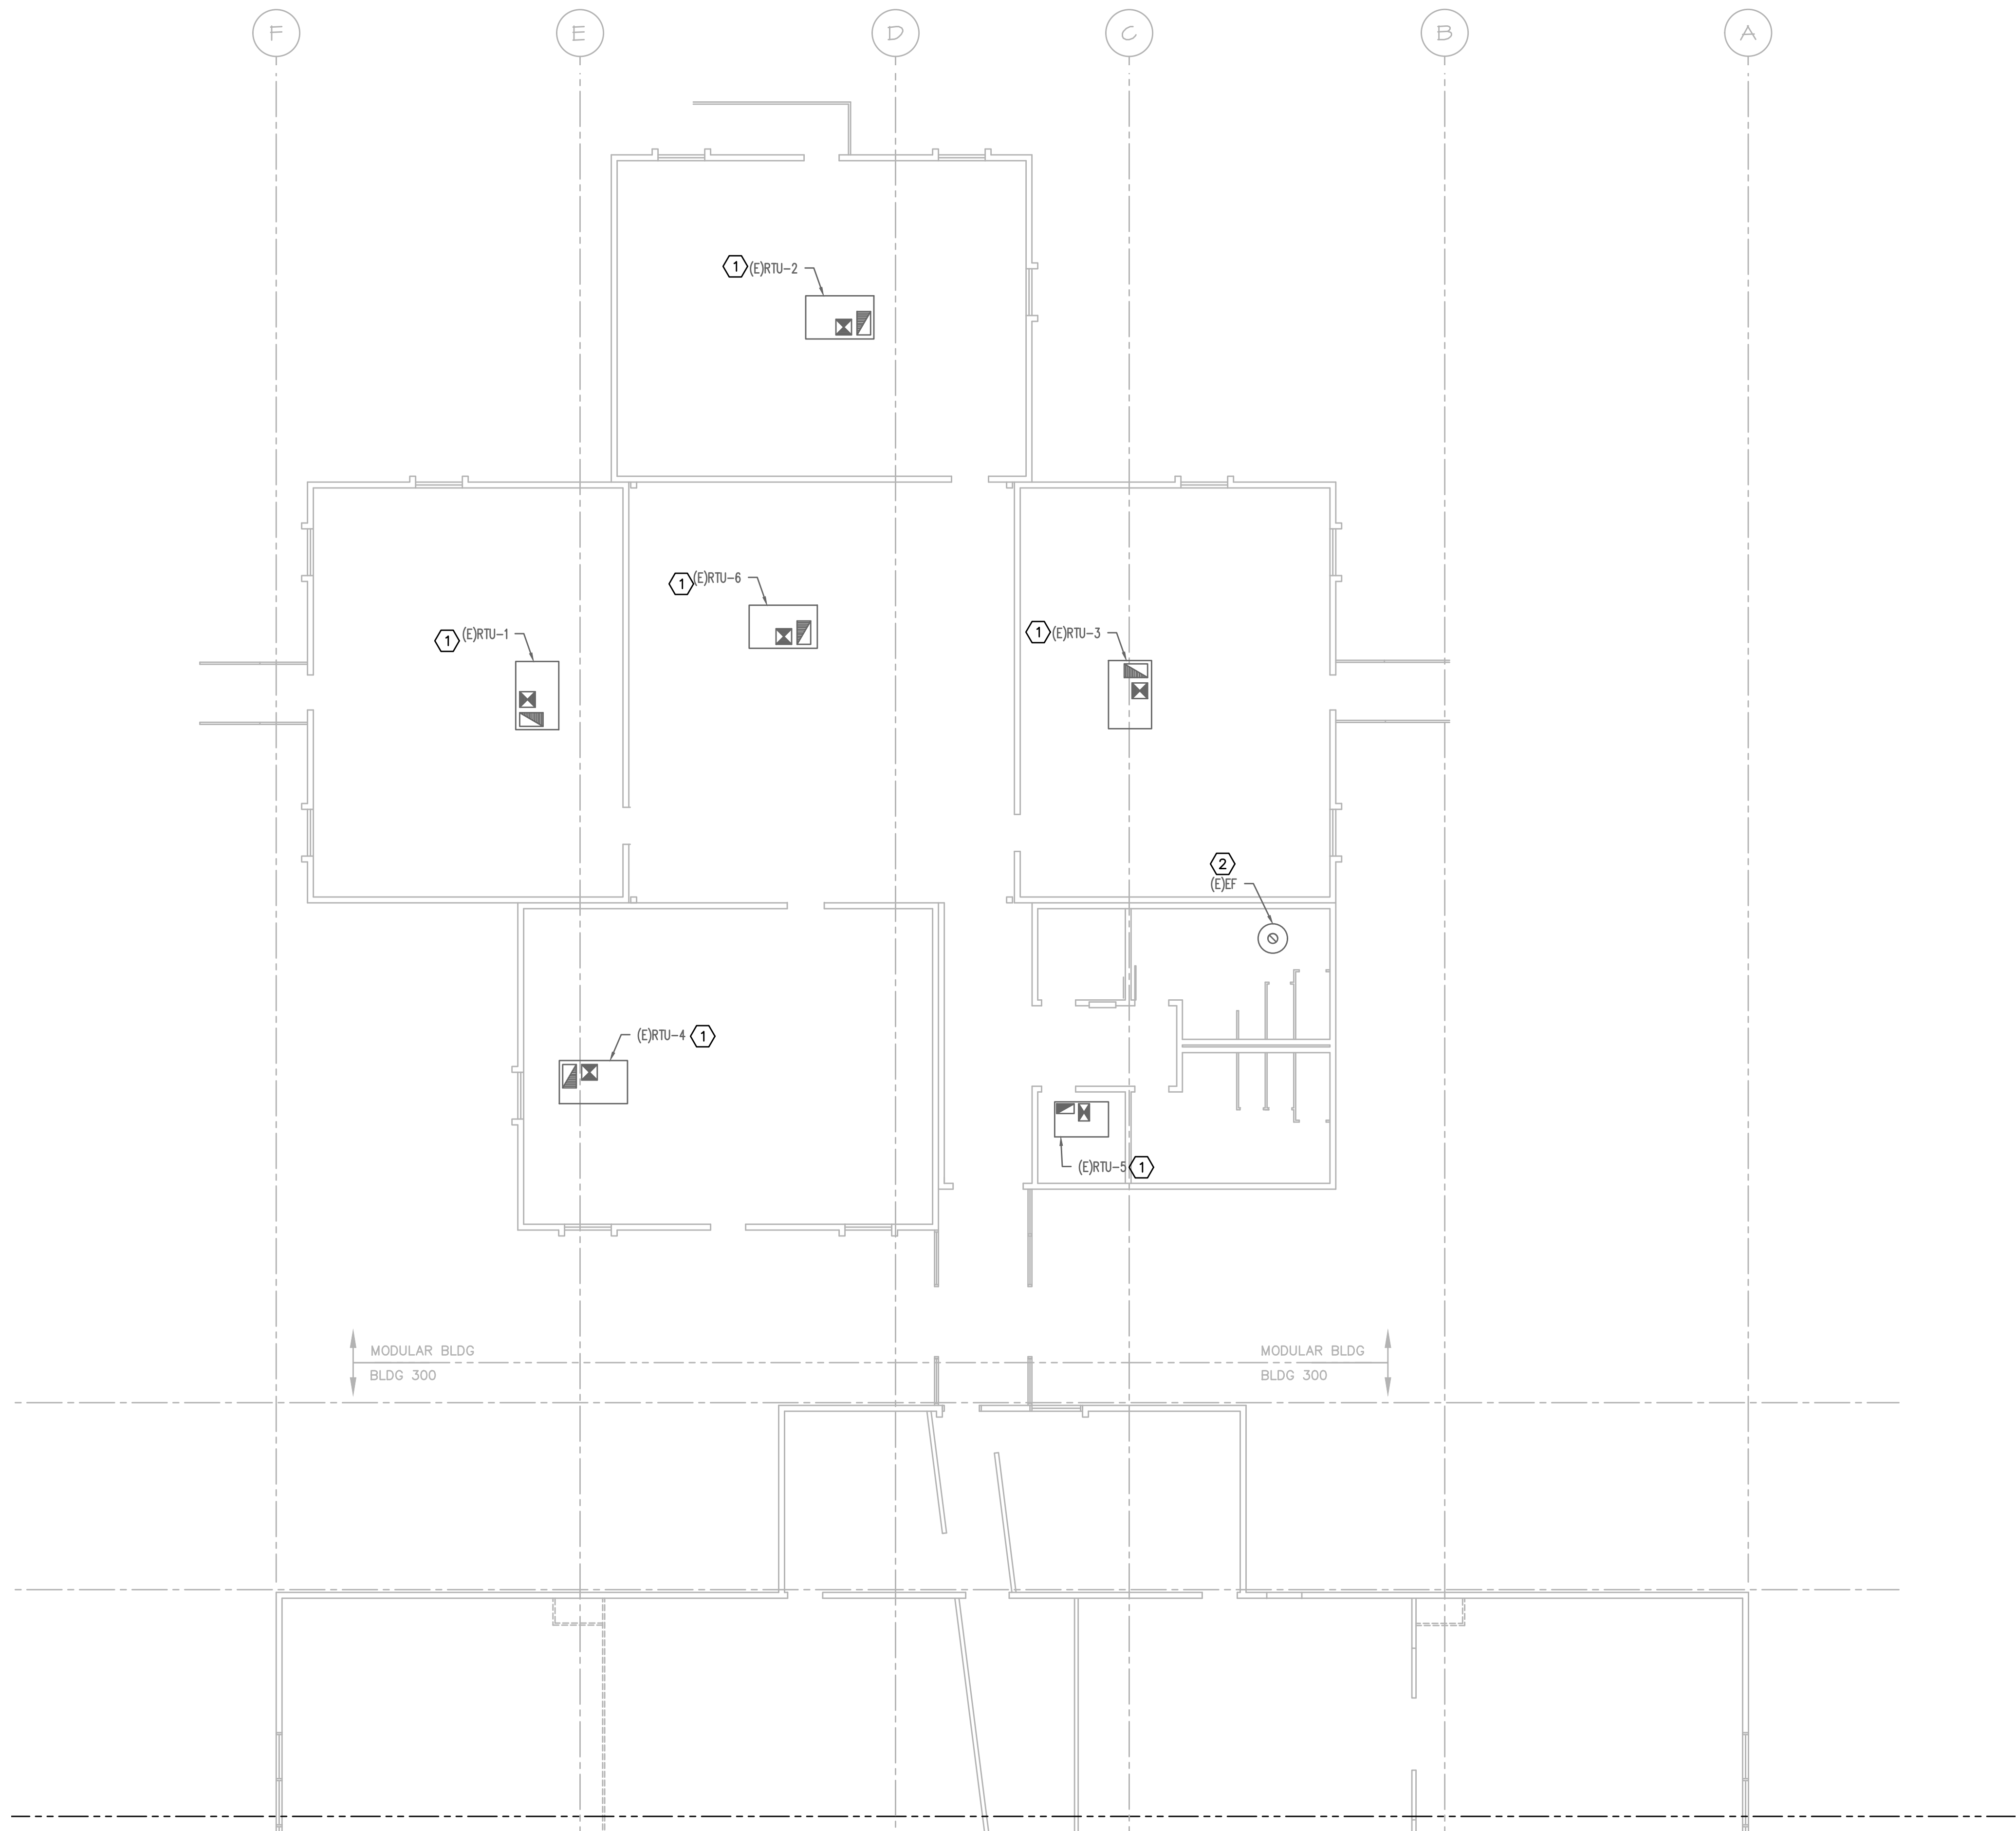 F E D C B A
1 (E)RTU-2
1 (E)RTU-6
1 (E)RTU-1
1 (E)RTU-3
2
(E)EF
(E)RTU-4 1
(E)RTU-5 1
MODULAR BLDG
BLDG 300
MODULAR BLDG
BLDG 300